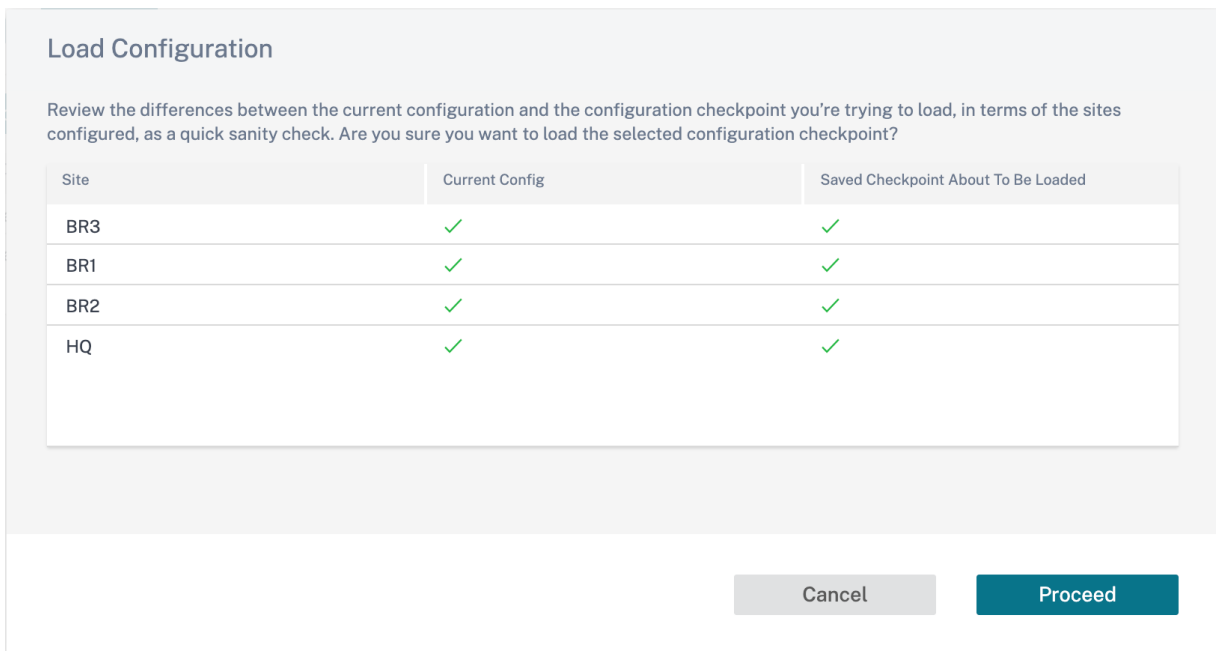 Load Configuration
Review the differences between the current configuration and the configuration checkpoint you’re trying to load, in terms of the sites
configured, as a quick sanity check. Are you sure you want to load the selected configuration checkpoint?
Site Current Config Saved Checkpoint About To Be Loaded
BR3 ✓ ✓
BR1 ✓ ✓
BR2 ✓ ✓
HQ ✓ ✓
Cancel Proceed